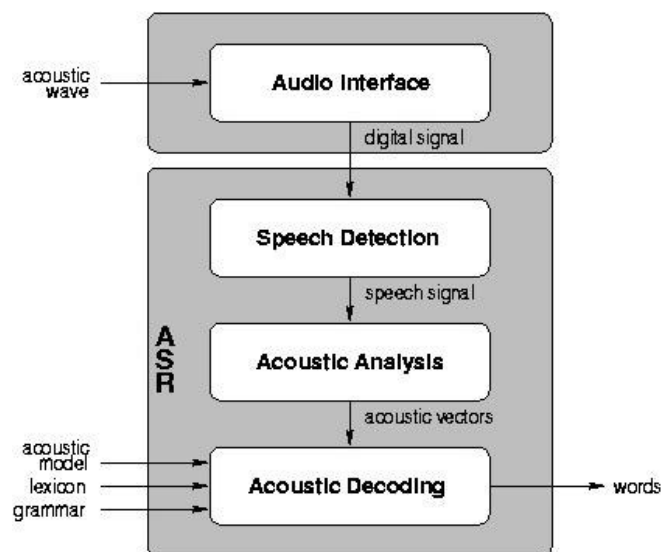 acoustic
wave
Audio Interface
digital signal
Speech Detection
speech signal
A
S
R
Acoustic Analysis
acoustic vectors
acoustic
model
lexicon
grammar
Acoustic Decoding
words